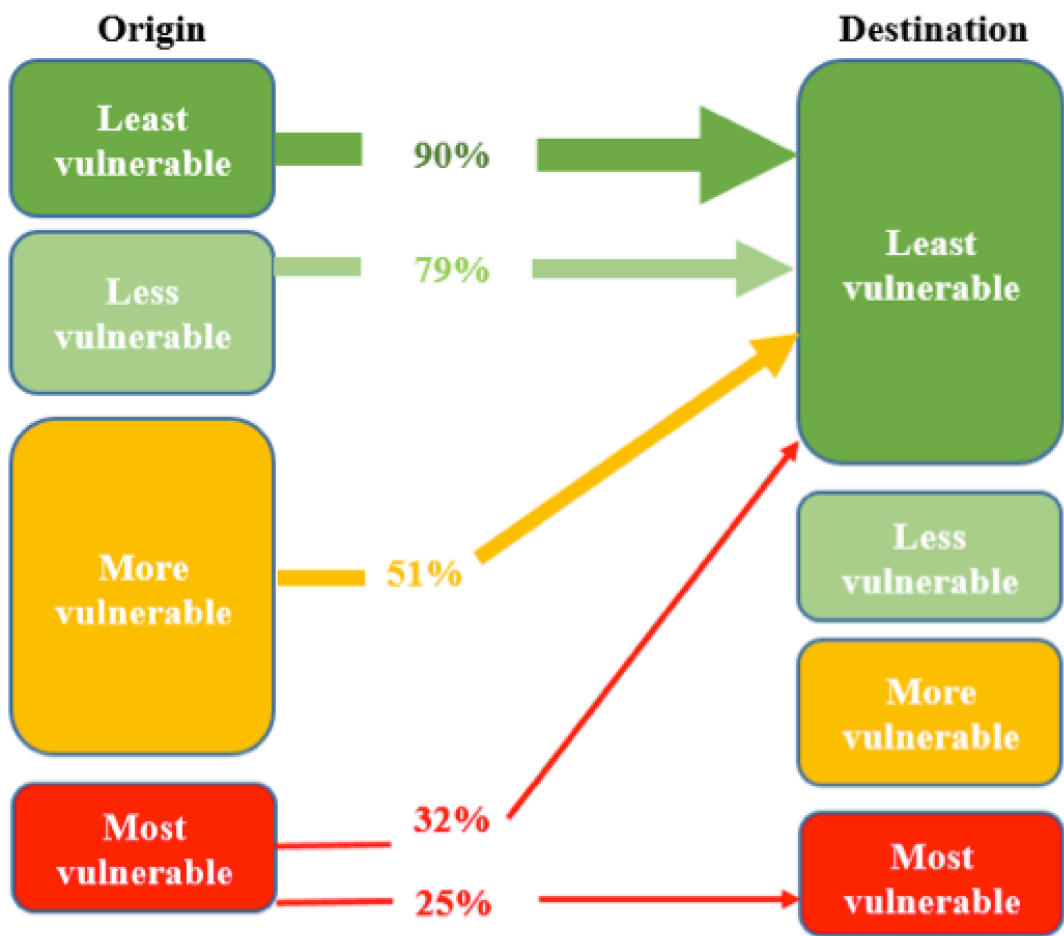 Origin
Destination
Least
vulnerable
90%
Less
vulnerable
79%
Least
vulnerable
More
vulnerable
51%
Less
vulnerable
More
vulnerable
Most
vulnerable
32%
25%
Most
vulnerable